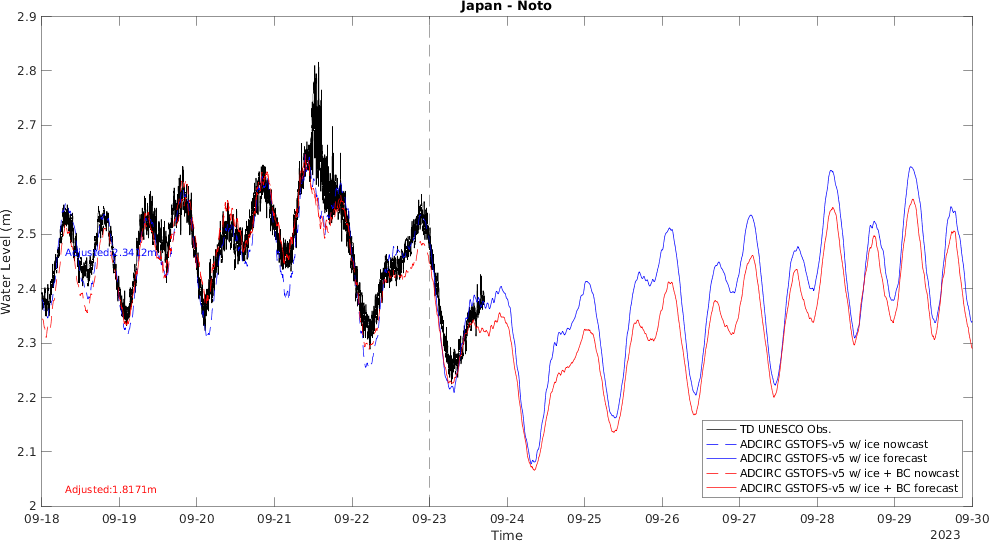 Japan - Noto
Water Level (m)
2.9
2.8
2.7
2.6
2.5
2.4
2.3
2.2
2.1
2
Adjusted:2.3412m
Adjusted:1.8171m
TD UNESCO Obs.
ADCIRC GSTOFS-v5 w/ ice nowcast
ADCIRC GSTOFS-v5 w/ ice forecast
ADCIRC GSTOFS-v5 w/ ice + BC nowcast
ADCIRC GSTOFS-v5 w/ ice + BC forecast
09-18 09-19 09-20 09-21 09-22 09-23 09-24 09-25 09-26 09-27 09-28 09-29 09-30
Time
2023